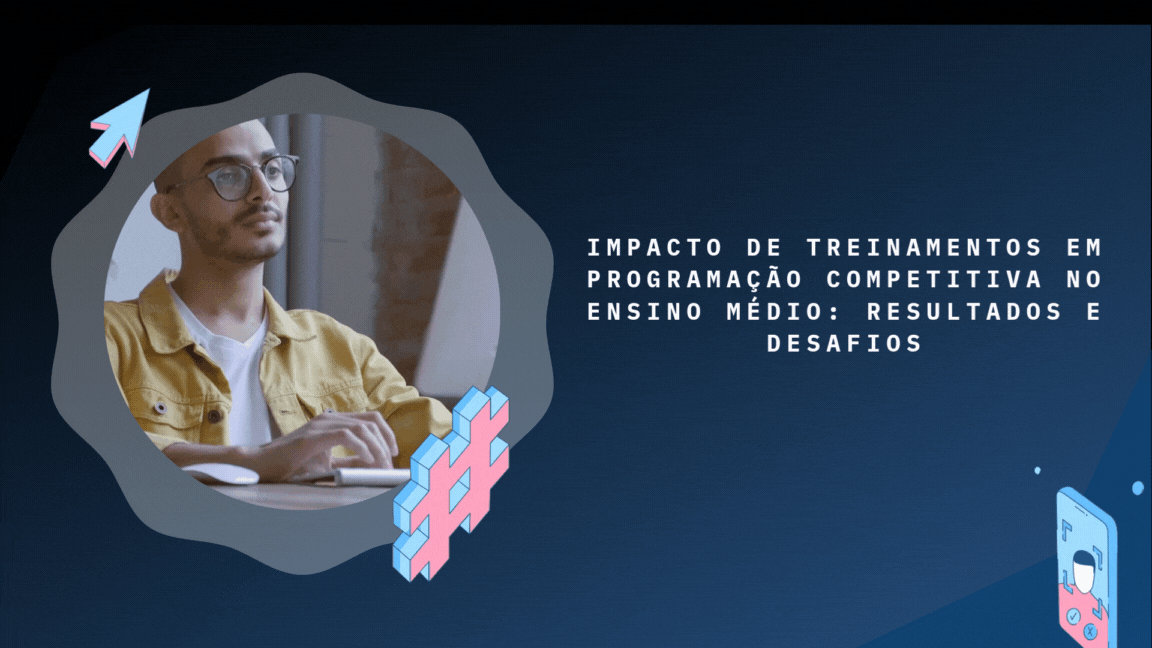 IMPACTO DE TREINAMENTOS EM
PROGRAMAÇÃO COMPETITIVA NO
ENSINO MÉDIO: RESULTADOS E
DESAFIOS